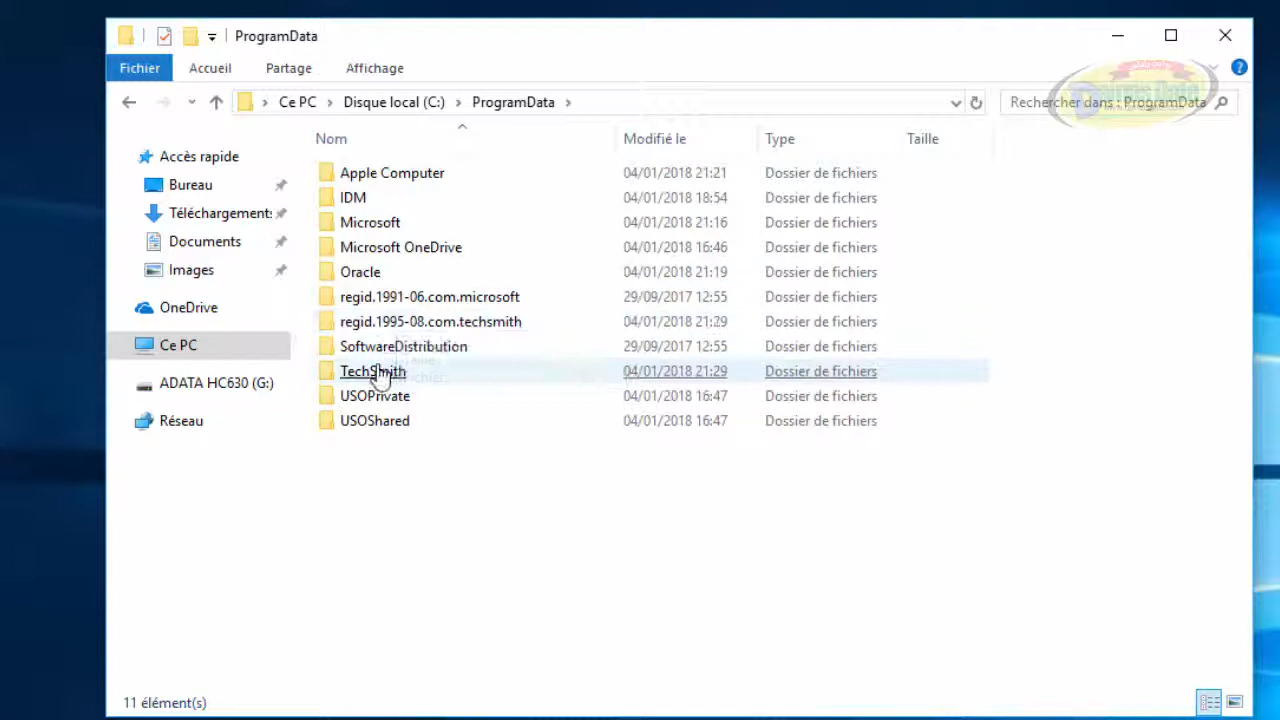 ProgramData
Fichier Accueil Partage Affichage
Ce PC Disque local (C:) ProgramData Rechercher dans : ProgramData
Nom Modifié le Type Taille
Accès rapide
Bureau
Téléchargements
Documents
Images
OneDrive
Ce PC
ADATA HC630 (G:)
Réseau
Apple Computer 04/01/2018 21:21 Dossier de fichiers
IDM 04/01/2018 18:54 Dossier de fichiers
Microsoft 04/01/2018 21:16 Dossier de fichiers
Microsoft OneDrive 04/01/2018 16:46 Dossier de fichiers
Oracle 04/01/2018 21:19 Dossier de fichiers
regid.1991-06.com.microsoft 29/09/2017 12:55 Dossier de fichiers
regid.1995-08.com.techsmith 04/01/2018 21:29 Dossier de fichiers
SoftwareDistribution 29/09/2017 12:55 Dossier de fichiers
TechSmith 04/01/2018 21:29 Dossier de fichiers
USOPrivate 04/01/2018 16:47 Dossier de fichiers
USOShared 04/01/2018 16:47 Dossier de fichiers
11 élément(s)